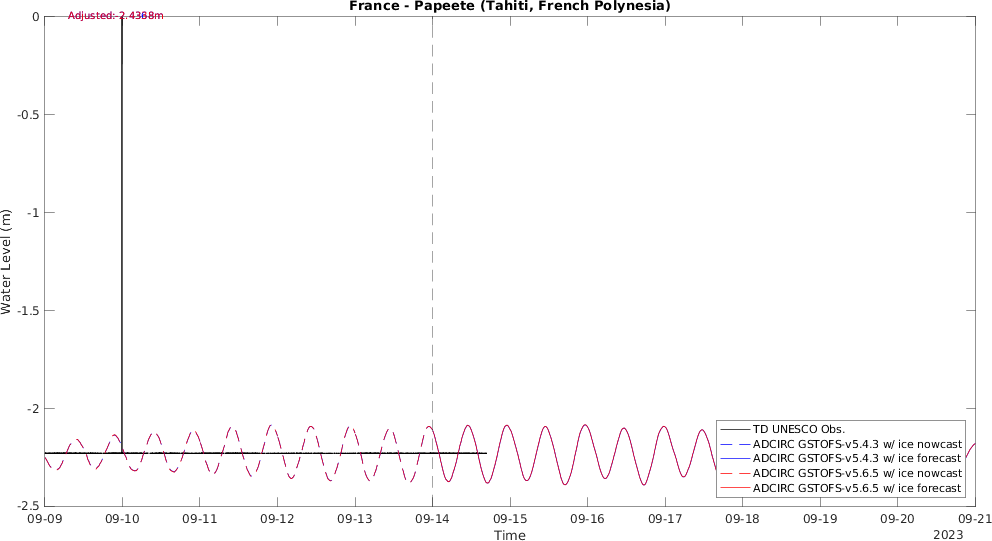 France - Papeete (Tahiti, French Polynesia)
Adjusted:-2.4368m
0
-0.5
-1
-1.5
-2
-2.5
Water Level (m)
TD UNESCO Obs.
ADCIRC GSTOFS-v5.4.3 w/ ice nowcast
ADCIRC GSTOFS-v5.4.3 w/ ice forecast
ADCIRC GSTOFS-v5.6.5 w/ ice nowcast
ADCIRC GSTOFS-v5.6.5 w/ ice forecast
09-09 09-10 09-11 09-12 09-13 09-14 09-15 09-16 09-17 09-18 09-19 09-20 09-21
Time
2023